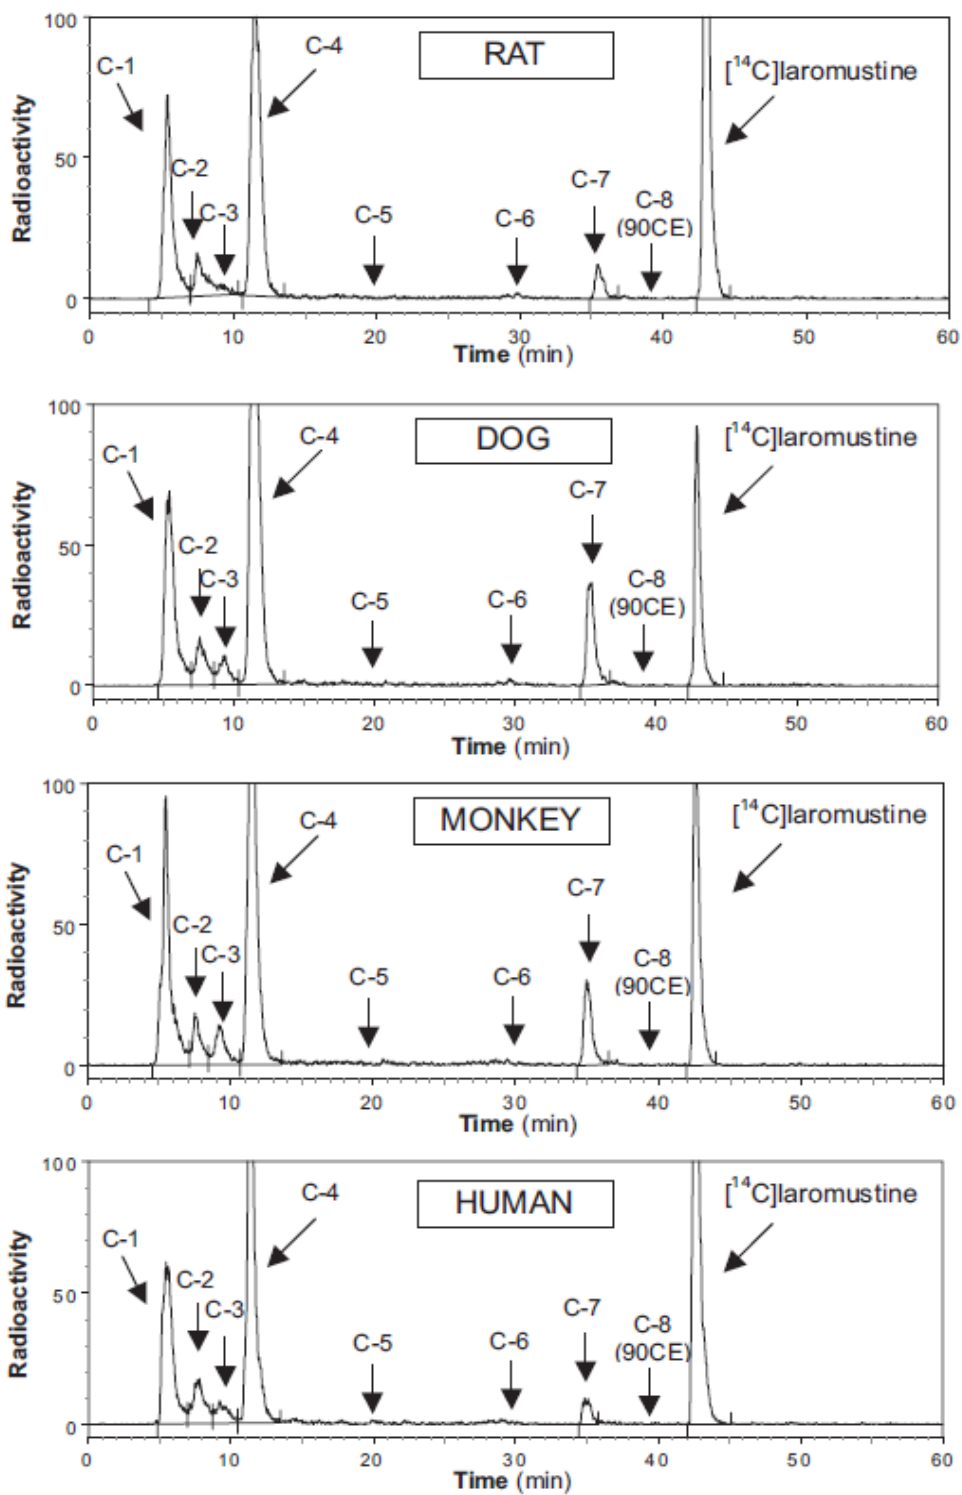 100
RAT
C-4
C-1
[14C]laromustine
Radioactivity
50
C-2
C-3
C-5
C-6
C-7
C-8
(90CE)
0
0 10 20 30 40 50 60
Time (min)
100
DOG
C-4
C-1
[14C]laromustine
Radioactivity
50
C-2
C-3
C-5
C-6
C-7
C-8
(90CE)
0
0 10 20 30 40 50 60
Time (min)
100
MONKEY
C-4
C-1
[14C]laromustine
Radioactivity
50
C-2
C-3
C-5
C-6
C-7
C-8
(90CE)
0
0 10 20 30 40 50 60
Time (min)
100
HUMAN
C-4
C-1
[14C]laromustine
Radioactivity
50
C-2
C-3
C-5
C-6
C-7
C-8
(90CE)
0
0 10 20 30 40 50 60
Time (min)